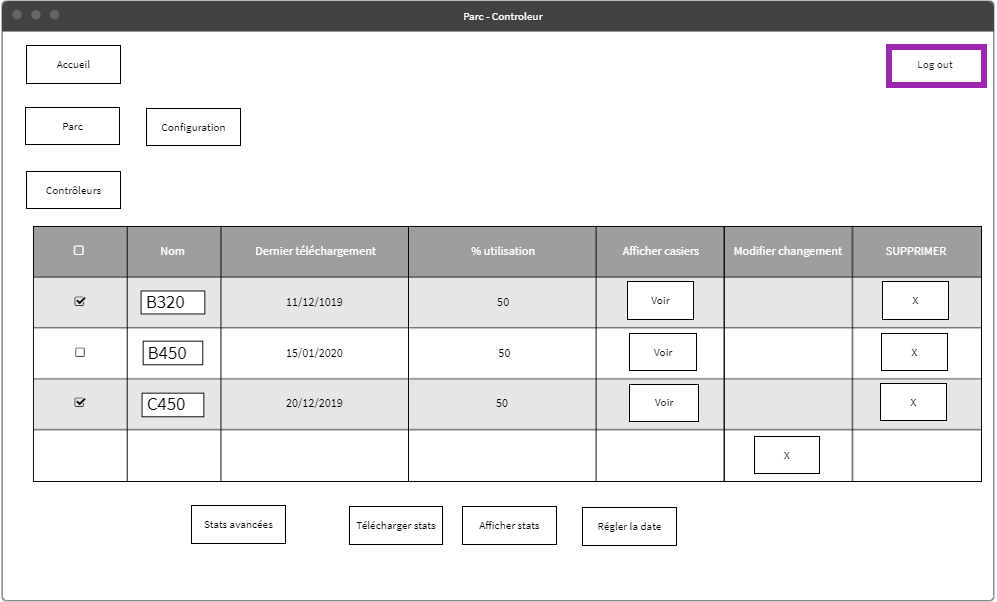 Parc - Controleur
Accueil
Log out
Parc
Configuration
Contrôleurs
Nom
Dernier téléchargement
% utilisation
Afficher casiers
Modifier changement
SUPPRIMER
B320
11/12/1019
50
Voir
X
B450
15/01/2020
50
Voir
X
C450
20/12/2019
50
Voir
X
X
Stats avancées
Télécharger stats
Afficher stats
Régler la date